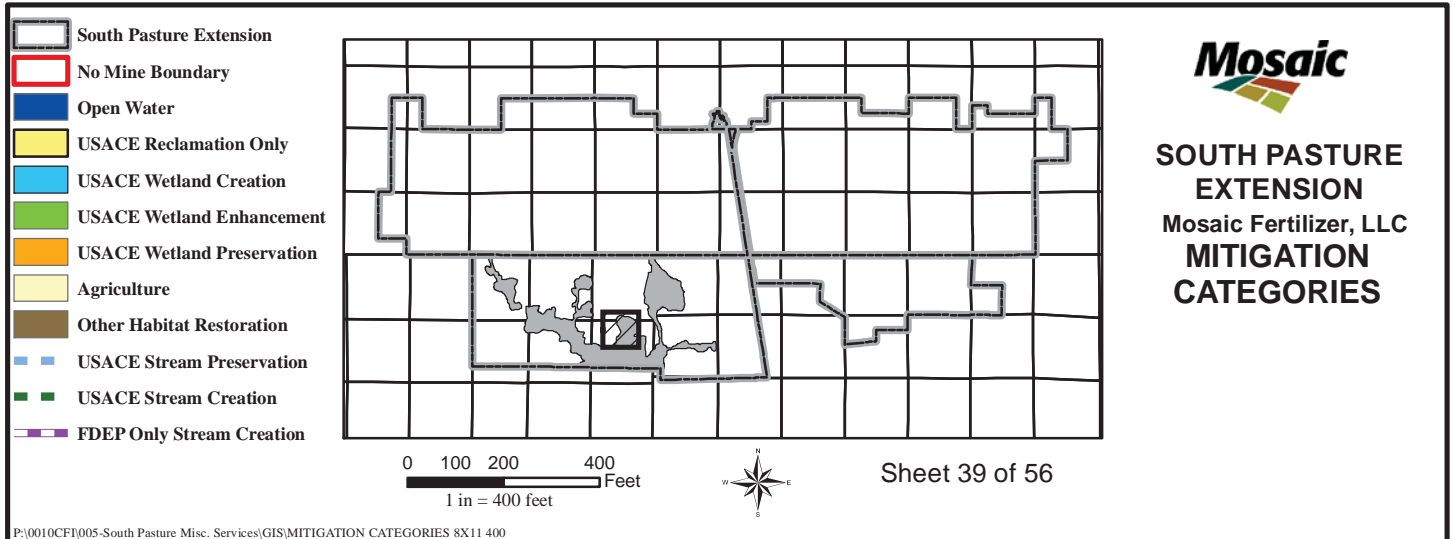 South Pasture Extension
No Mine Boundary
Open Water
USACE Reclamation Only
USACE Wetland Creation
USACE Wetland Enhancement
USACE Wetland Preservation
Agriculture
Other Habitat Restoration
USACE Stream Preservation
USACE Stream Creation
FDEP Only Stream Creation
0 100 200 400
Feet
1 in = 400 feet
N
W E
S
Sheet 39 of 56
Mosaic
SOUTH PASTURE
EXTENSION
Mosaic Fertilizer, LLC
MITIGATION
CATEGORIES
P:\0010CFI\005-South Pasture Misc. Services\GIS\MITIGATION CATEGORIES 8X11 400